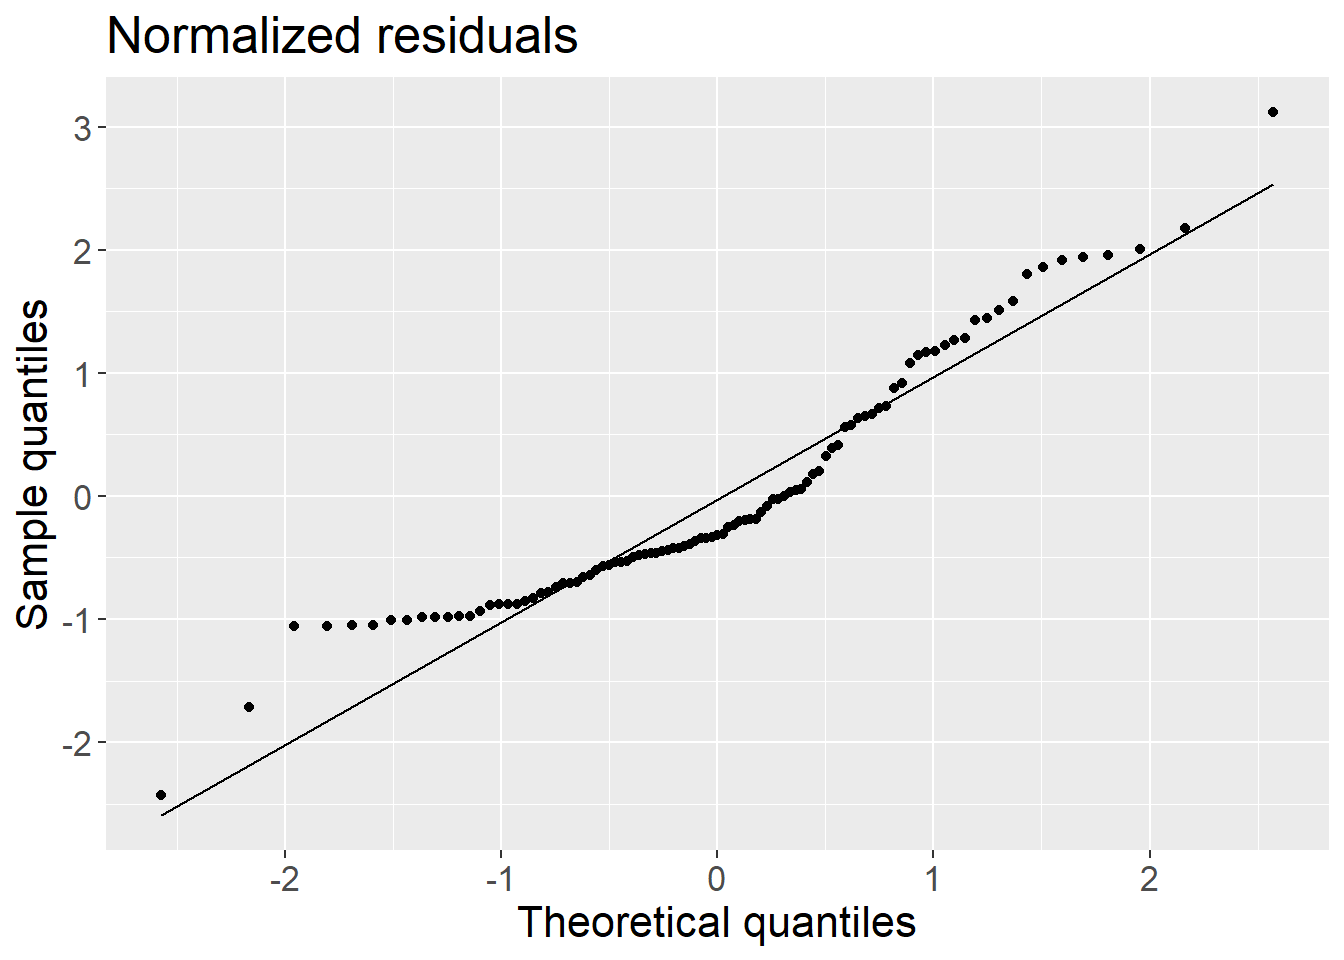 Normalized residuals
3
2
1
0
-1
-2
Sample quantiles
-2 -1 0 1 2
Theoretical quantiles